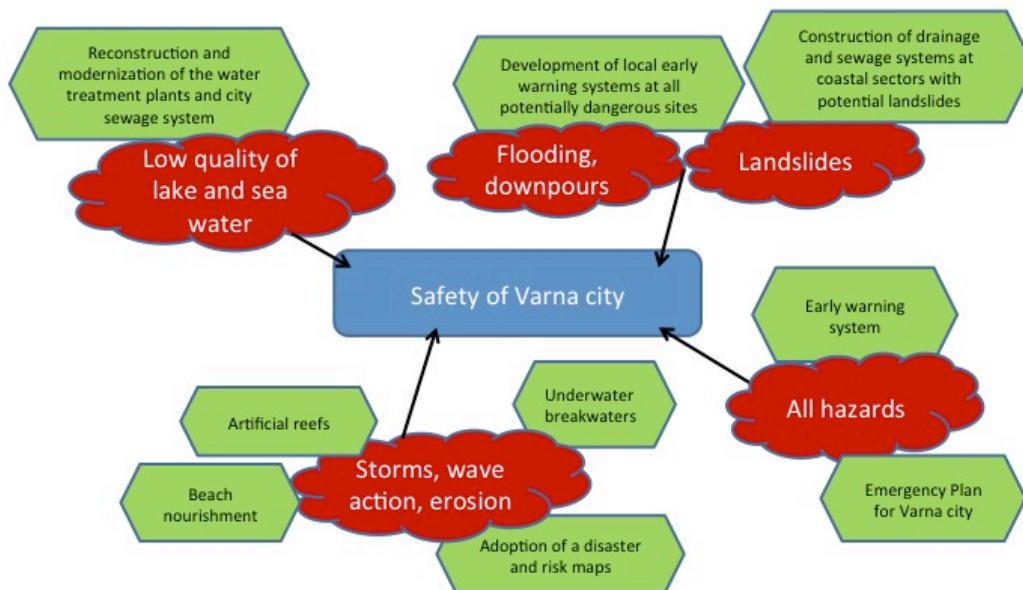 Reconstruction and
modernization of the water
treatment plants and city
sewage system
Low quality of
lake and sea
water
Development of local early
warning systems at all
potentially dangerous sites
Flooding,
downpours
Construction of drainage
and sewage systems at
coastal sectors with
potential landslides
Landslides
Safety of Varna city
Early warning
system
All hazards
Emergency Plan
for Varna city
Artificial reefs
Underwater
breakwaters
Storms, wave
action, erosion
Beach
nourishment
Adoption of a disaster
and risk maps